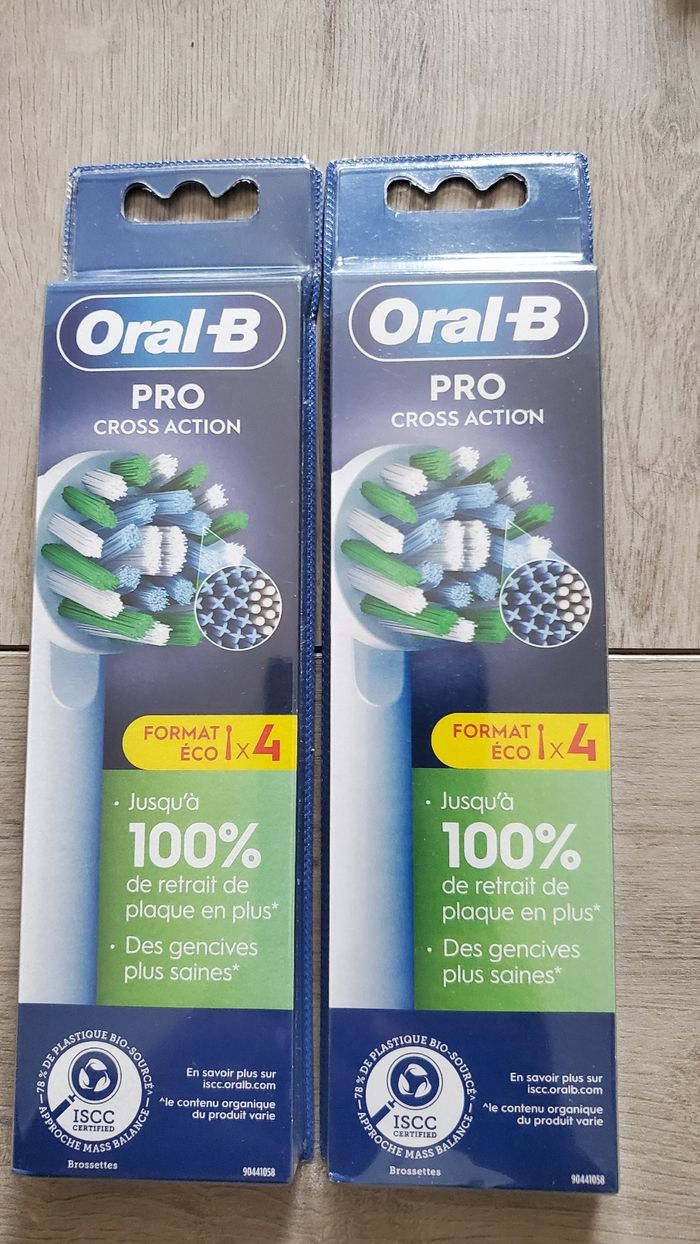 Oral-B
PRO
CROSS ACTION
FORMAT
ÉCO x4
· Jusqu'à
100%
de retrait de
plaque en plus*
· Des gencives
plus saines*
78 % DE PLASTIQUE BIO-SOURCÉ^
APPROCHE MASS BALANCE
ISCC
CERTIFIED
En savoir plus sur
iscc.oralb.com
^le contenu organique
du produit varie
Brossettes
90441058
Oral-B
PRO
CROSS ACTION
FORMAT
ÉCO x4
· Jusqu'à
100%
de retrait de
plaque en plus*
· Des gencives
plus saines*
78 % DE PLASTIQUE BIO-SOURCÉ^
APPROCHE MASS BALANCE
ISCC
CERTIFIED
En savoir plus sur
iscc.oralb.com
^le contenu organique
du produit varie
Brossettes
90441058